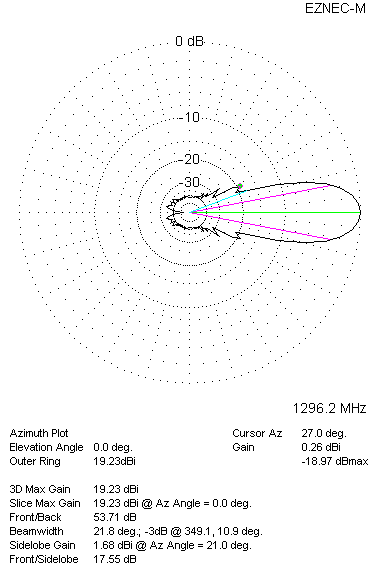 EZNEC-M
0 dB
-10
-20
-30
1296.2 MHz
Azimuth Plot Cursor Az 27.0 deg.
Elevation Angle 0.0 deg. Gain 0.26 dBi
Outer Ring 19.23dBi -18.97 dBmax
3D Max Gain 19.23 dBi
Slice Max Gain 19.23 dBi @ Az Angle = 0.0 deg.
Front/Back 53.71 dB
Beamwidth 21.8 deg.; -3dB @ 349.1, 10.9 deg.
Sidelobe Gain 1.68 dBi @ Az Angle = 21.0 deg.
Front/Sidelobe 17.55 dB